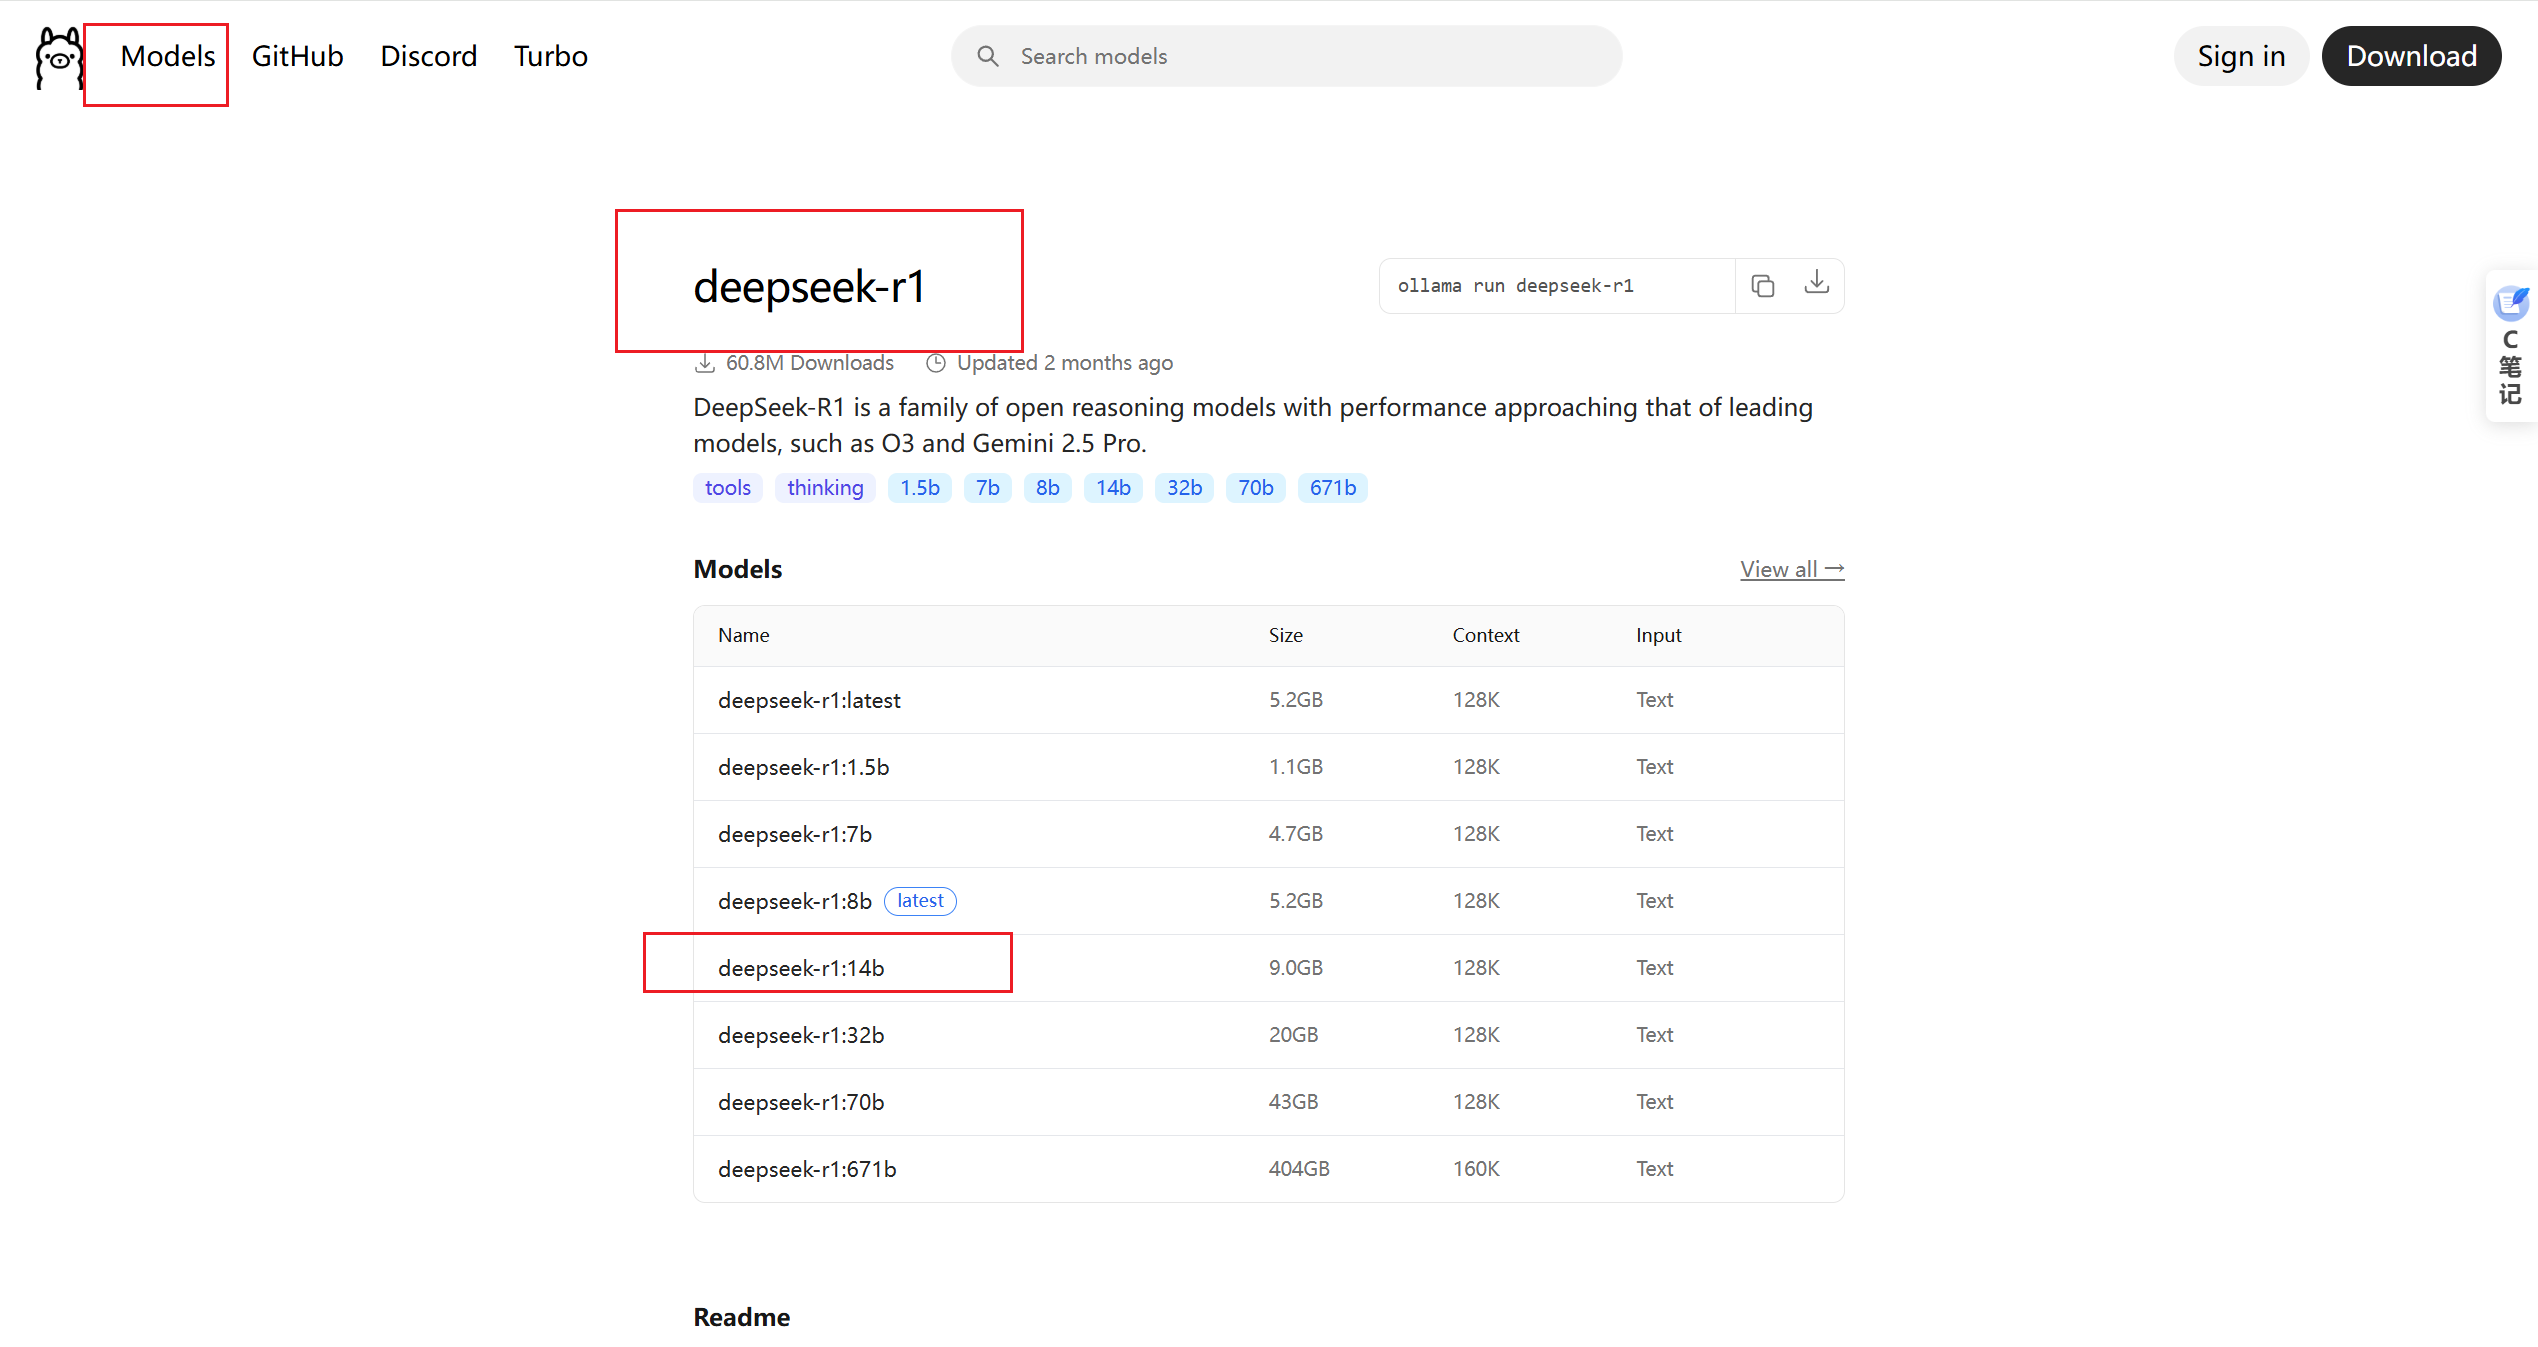 Models GitHub Discord Turbo Search models Sign in Download
deepseek-r1
ollama run deepseek-r1
60.8M Downloads Updated 2 months ago
DeepSeek-R1 is a family of open reasoning models with performance approaching that of leading
models, such as O3 and Gemini 2.5 Pro.
tools thinking 1.5b 7b 8b 14b 32b 70b 671b
Models View all →
Name Size Context Input
deepseek-r1:latest 5.2GB 128K Text
deepseek-r1:1.5b 1.1GB 128K Text
deepseek-r1:7b 4.7GB 128K Text
deepseek-r1:8b latest 5.2GB 128K Text
deepseek-r1:14b 9.0GB 128K Text
deepseek-r1:32b 20GB 128K Text
deepseek-r1:70b 43GB 128K Text
deepseek-r1:671b 404GB 160K Text
Readme
C
笔
记